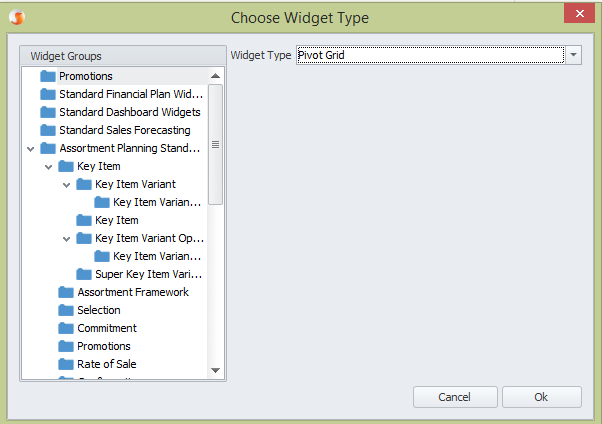 Choose Widget Type
Widget Groups
Widget Type
Pivot Grid
Promotions
Standard Financial Plan Wid...
Standard Dashboard Widgets
Standard Sales Forecasting
Assortment Planning Stand...
Key Item
Key Item Variant
Key Item Varian...
Key Item
Key Item Variant Op...
Key Item Varian...
Super Key Item Vari...
Assortment Framework
Selection
Commitment
Promotions
Rate of Sale
Cancel
Ok